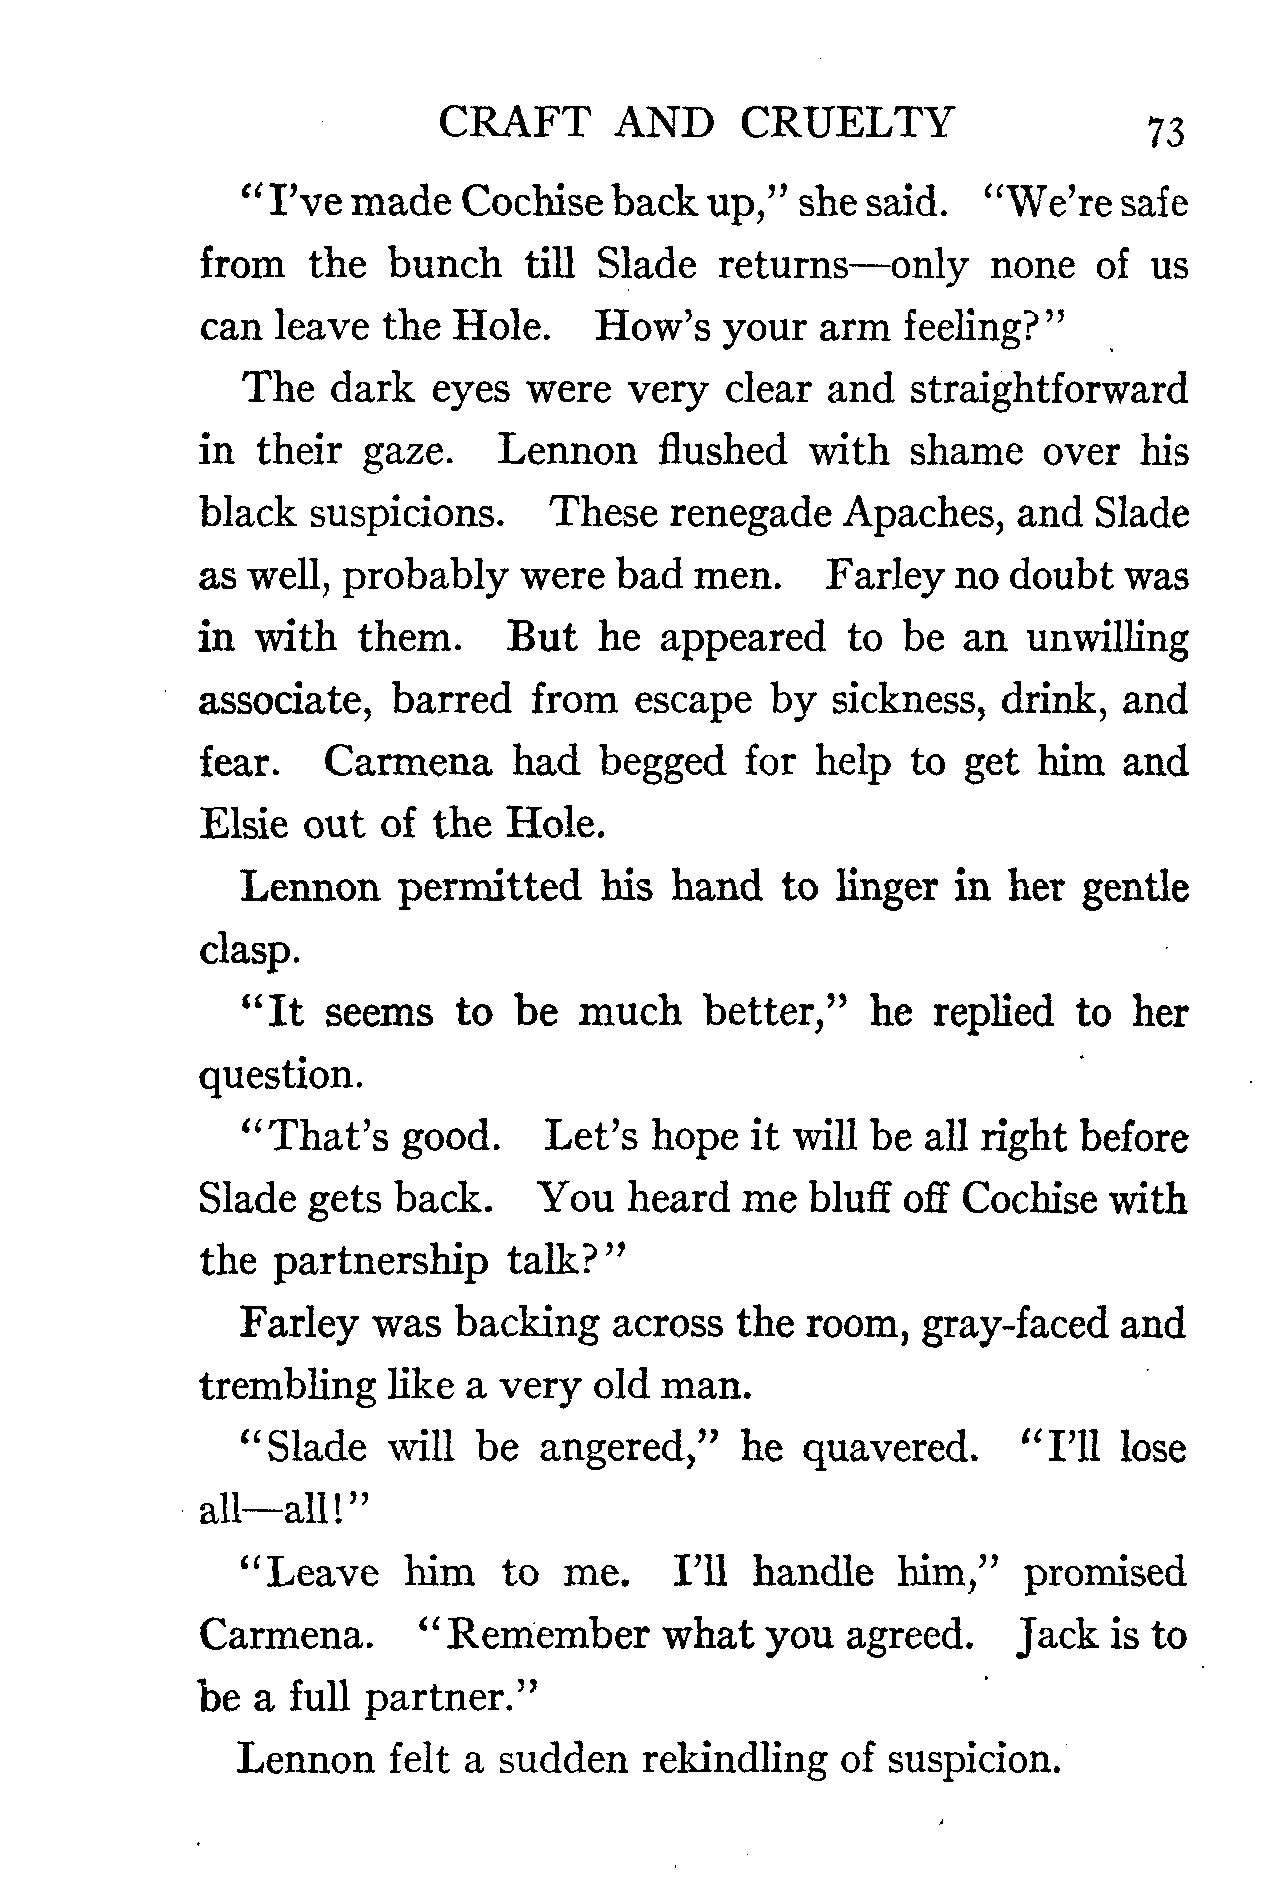 CRAFT AND CRUELTY 73
"I've made Cochise back up," she said. "We're safe
from the bunch till Slade returns—only none of us
can leave the Hole. How's your arm feeling?"
The dark eyes were very clear and straightforward
in their gaze. Lennon flushed with shame over his
black suspicions. These renegade Apaches, and Slade
as well, probably were bad men. Farley no doubt was
in with them. But he appeared to be an unwilling
associate, barred from escape by sickness, drink, and
fear. Carmena had begged for help to get him and
Elsie out of the Hole.
Lennon permitted his hand to linger in her gentle
clasp.
"It seems to be much better," he replied to her
question.
"That's good. Let's hope it will be all right before
Slade gets back. You heard me bluff off Cochise with
the partnership talk?"
Farley was backing across the room, gray-faced and
trembling like a very old man.
"Slade will be angered," he quavered. "I'll lose
all—all!"
"Leave him to me. I'll handle him," promised
Carmena. "Remember what you agreed. Jack is to
be a full partner."
Lennon felt a sudden rekindling of suspicion.